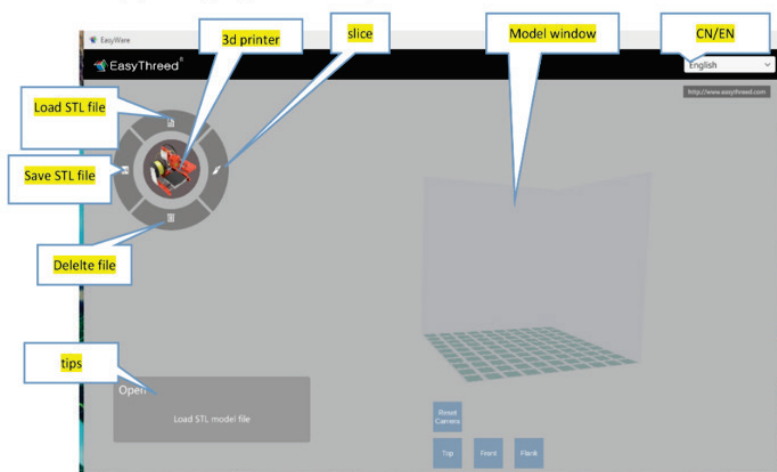 EasyWare
3d printer
slice
Model window
CN/EN
EasyThreed®
English
http://www.easythreed.com
Load STL file
Save STL file
Delelte file
tips
Open
Load STL model file
Reset
Camera
Top
Front
Flank